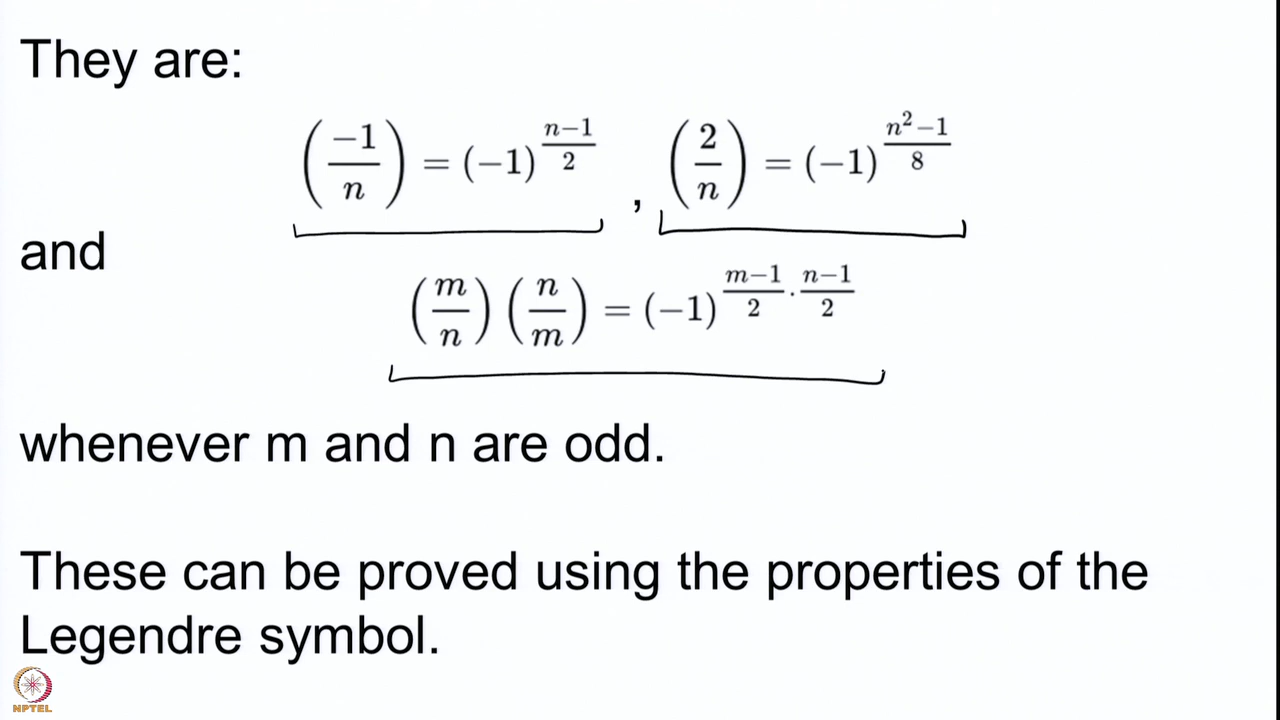 They are:
(−1/n) = (−1)^((n−1)/2) , (2/n) = (−1)^((n²−1)/8)
and
(m/n)(n/m) = (−1)^((m−1)/2 · (n−1)/2)
whenever m and n are odd.
These can be proved using the properties of the
Legendre symbol.
NPTEL